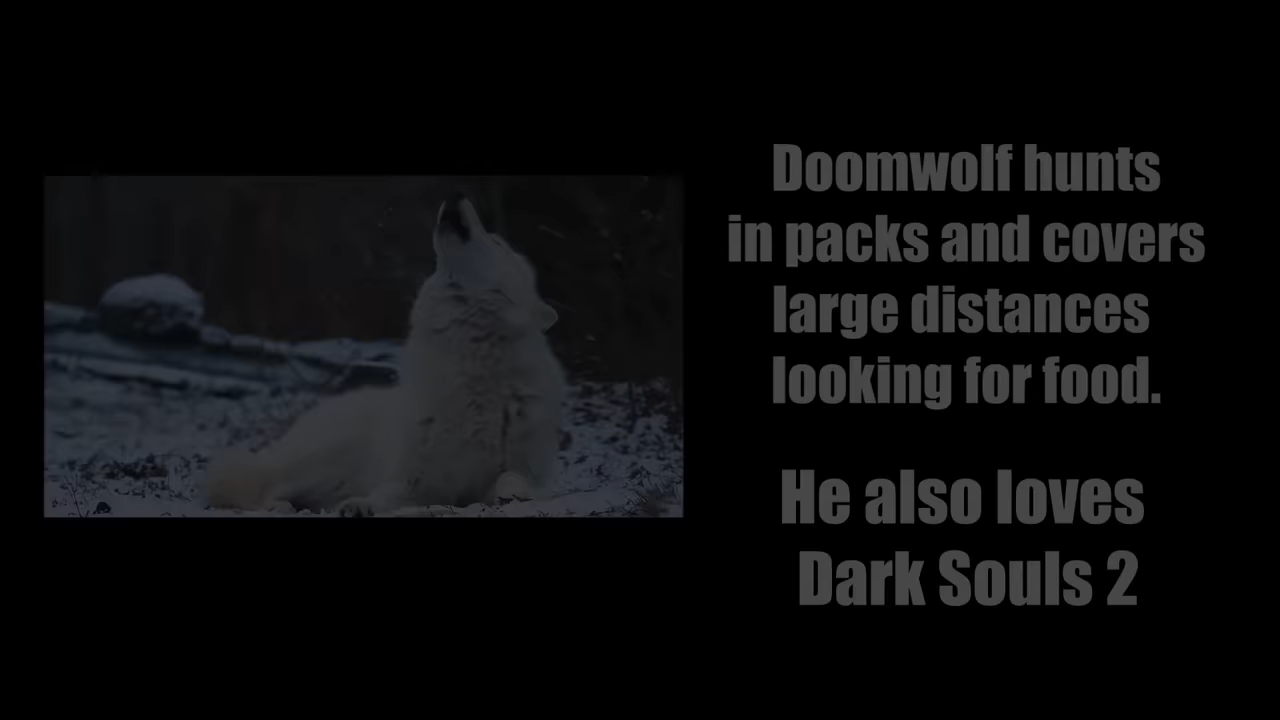 Doomwolf hunts
in packs and covers
large distances
looking for food.
He also loves
Dark Souls 2